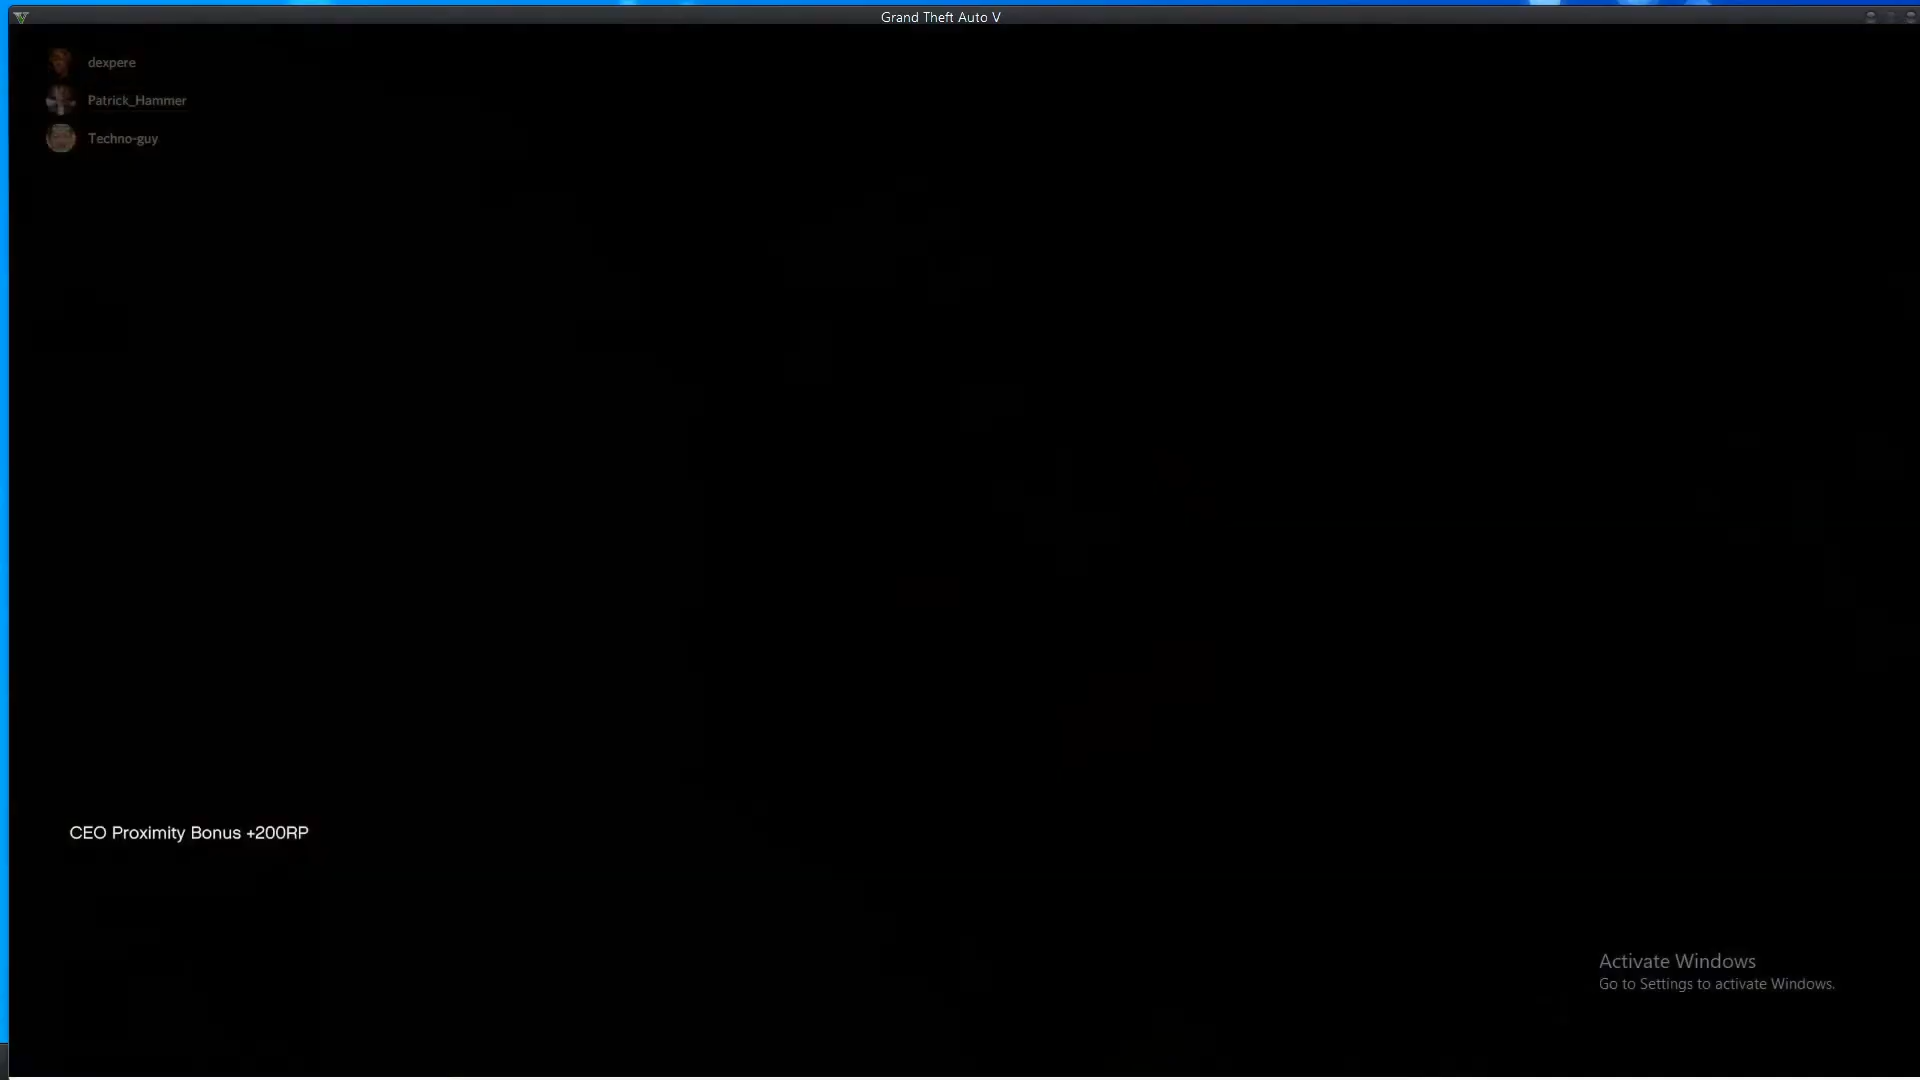 Grand Theft Auto V
dexpere
Patrick_Hammer
Techno-guy
CEO Proximity Bonus +200RP
Activate Windows
Go to Settings to activate Windows.